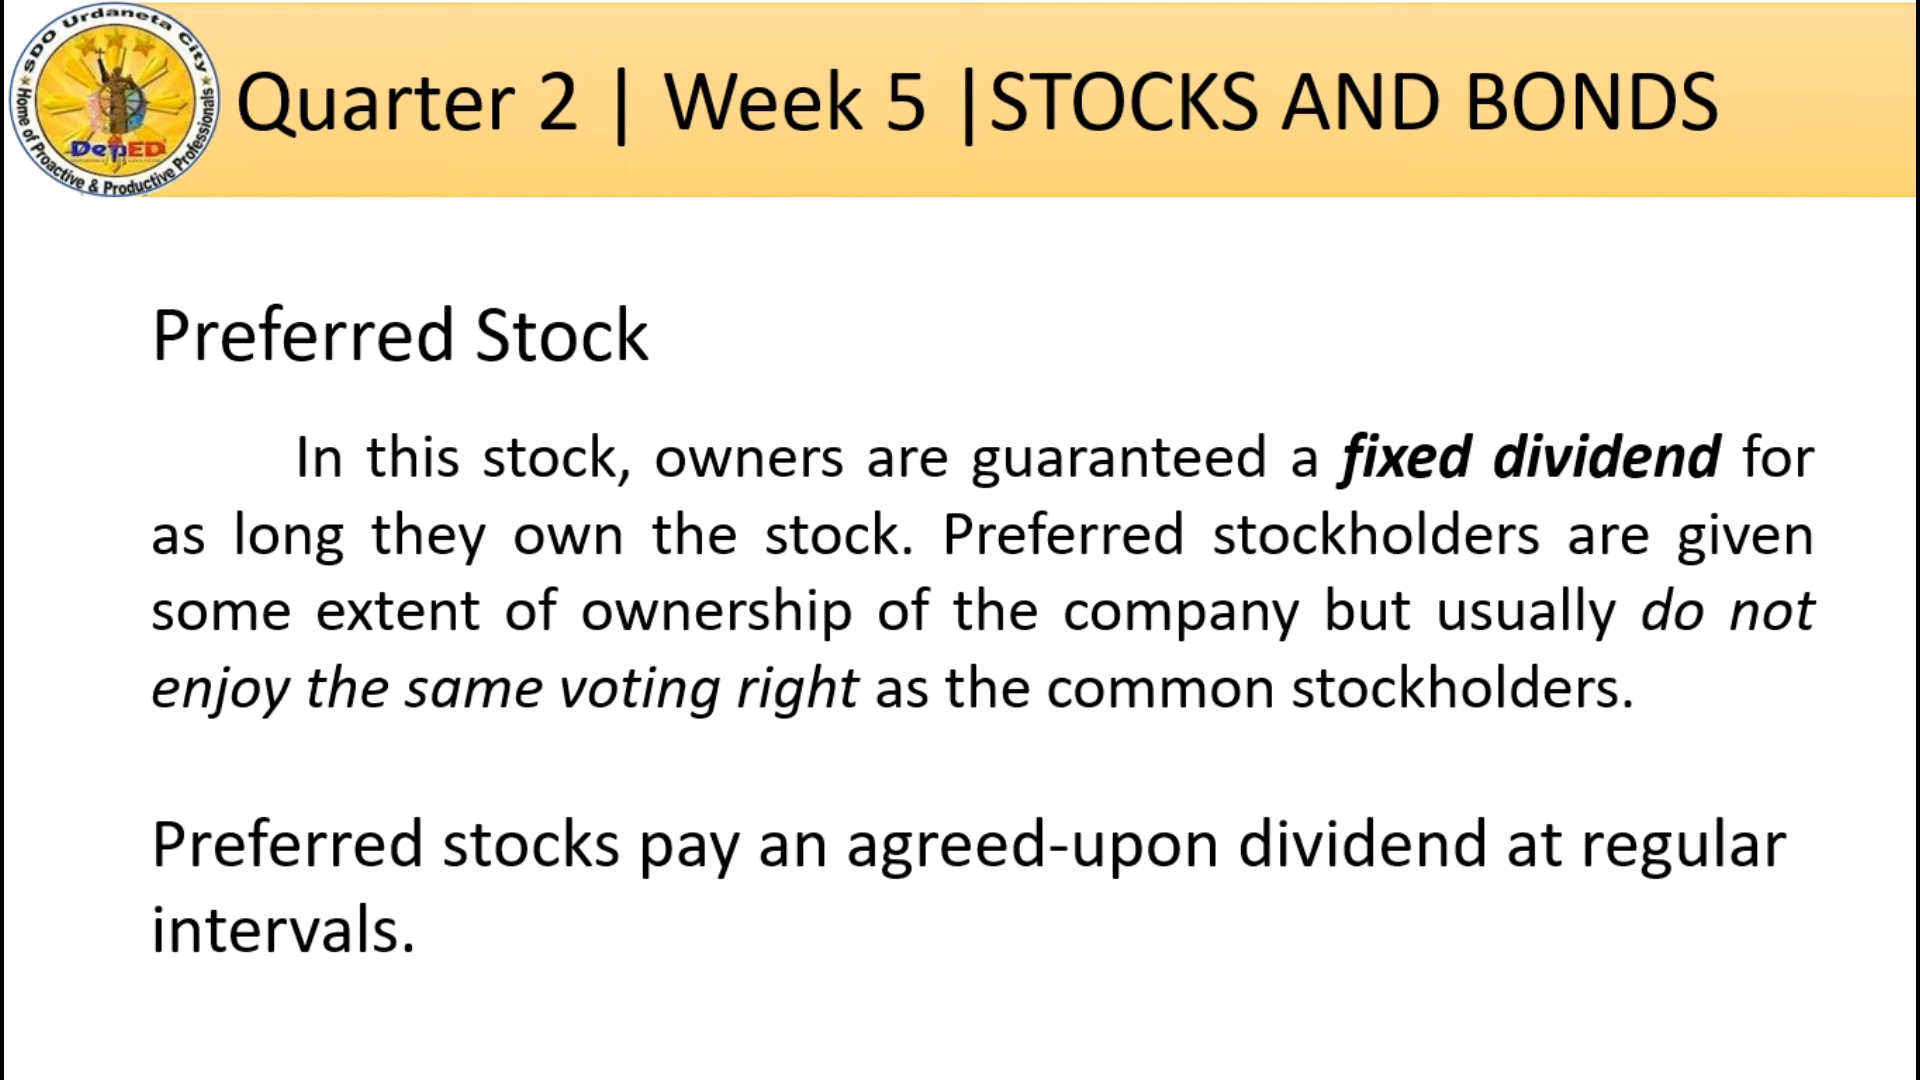 SDO Urdaneta City
Home of Proactive & Productive Professionals
DepED
Quarter 2 | Week 5 |STOCKS AND BONDS
Preferred Stock
In this stock, owners are guaranteed a fixed dividend for
as long they own the stock. Preferred stockholders are given
some extent of ownership of the company but usually do not
enjoy the same voting right as the common stockholders.
Preferred stocks pay an agreed-upon dividend at regular
intervals.